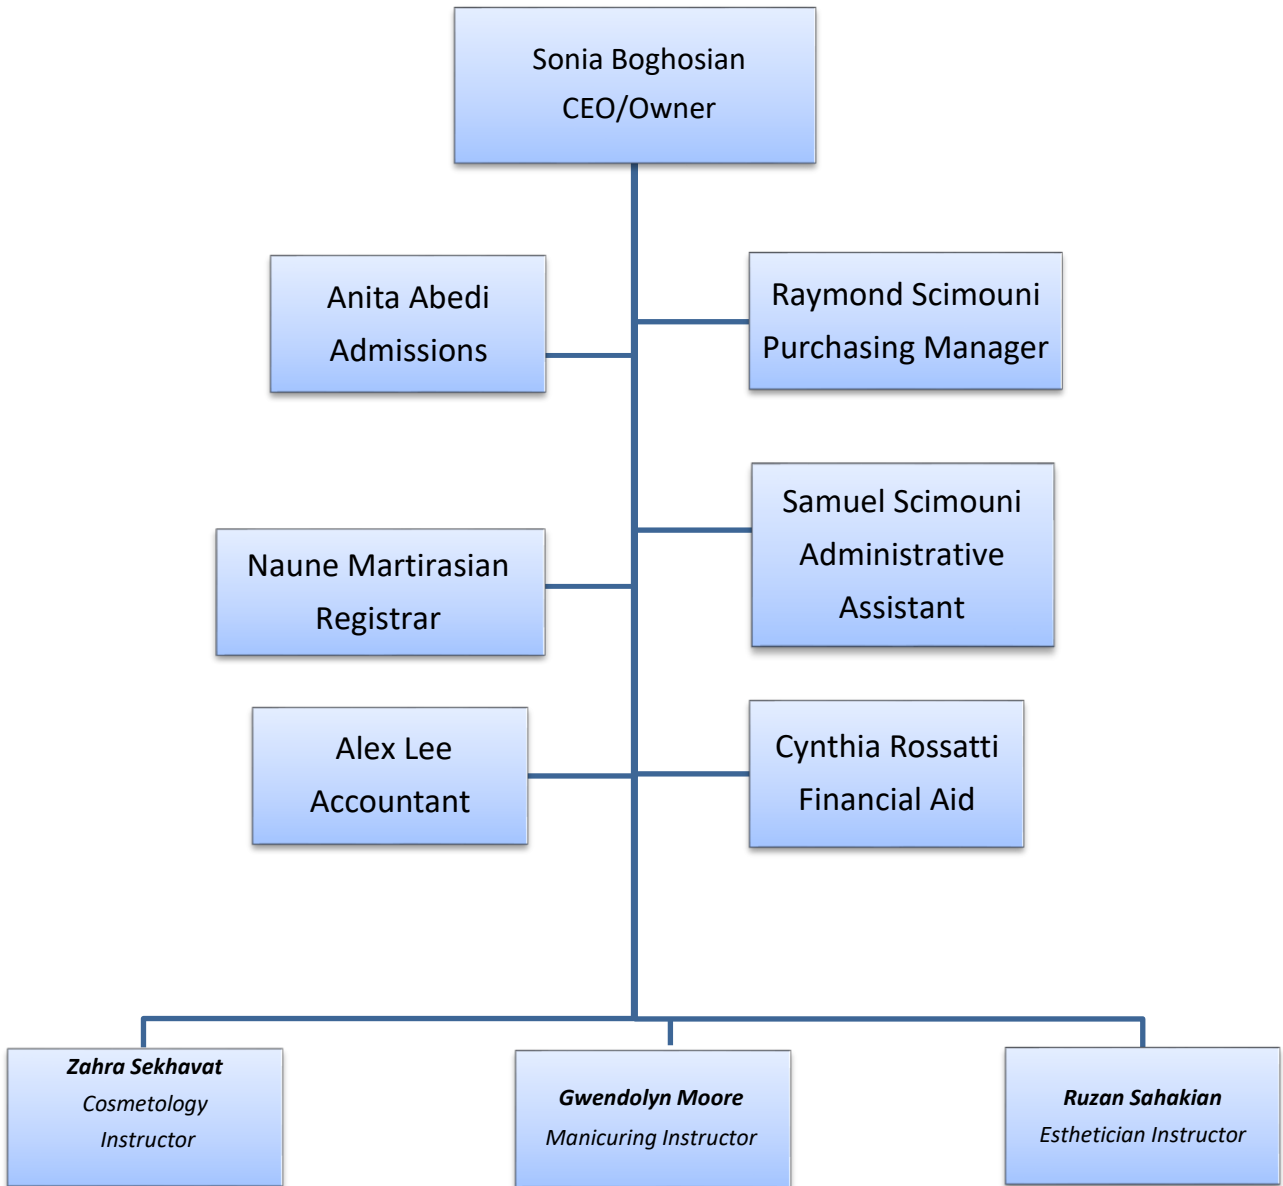 Sonia Boghosian
CEO/Owner
Anita Abedi
Admissions
Raymond Scimouni
Purchasing Manager
Naune Martirasian
Registrar
Samuel Scimouni
Administrative
Assistant
Alex Lee
Accountant
Cynthia Rossatti
Financial Aid
Zahra Sekhavat
Cosmetology
Instructor
Gwendolyn Moore
Manicuring Instructor
Ruzan Sahakian
Esthetician Instructor